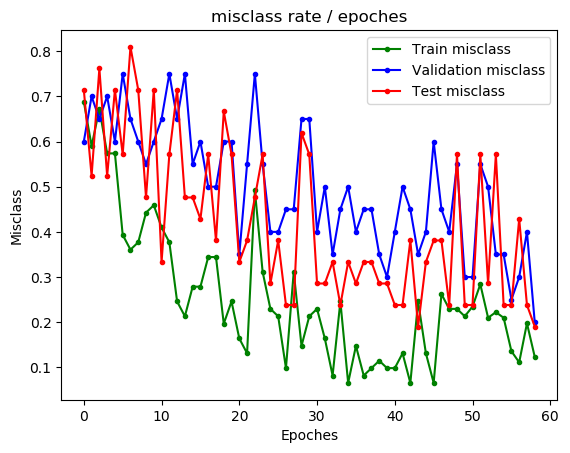 misclass rate / epoches
Train misclass
Validation misclass
Test misclass
0.8
0.7
0.6
0.5
0.4
0.3
0.2
0.1
Misclass
0 10 20 30 40 50 60
Epoches